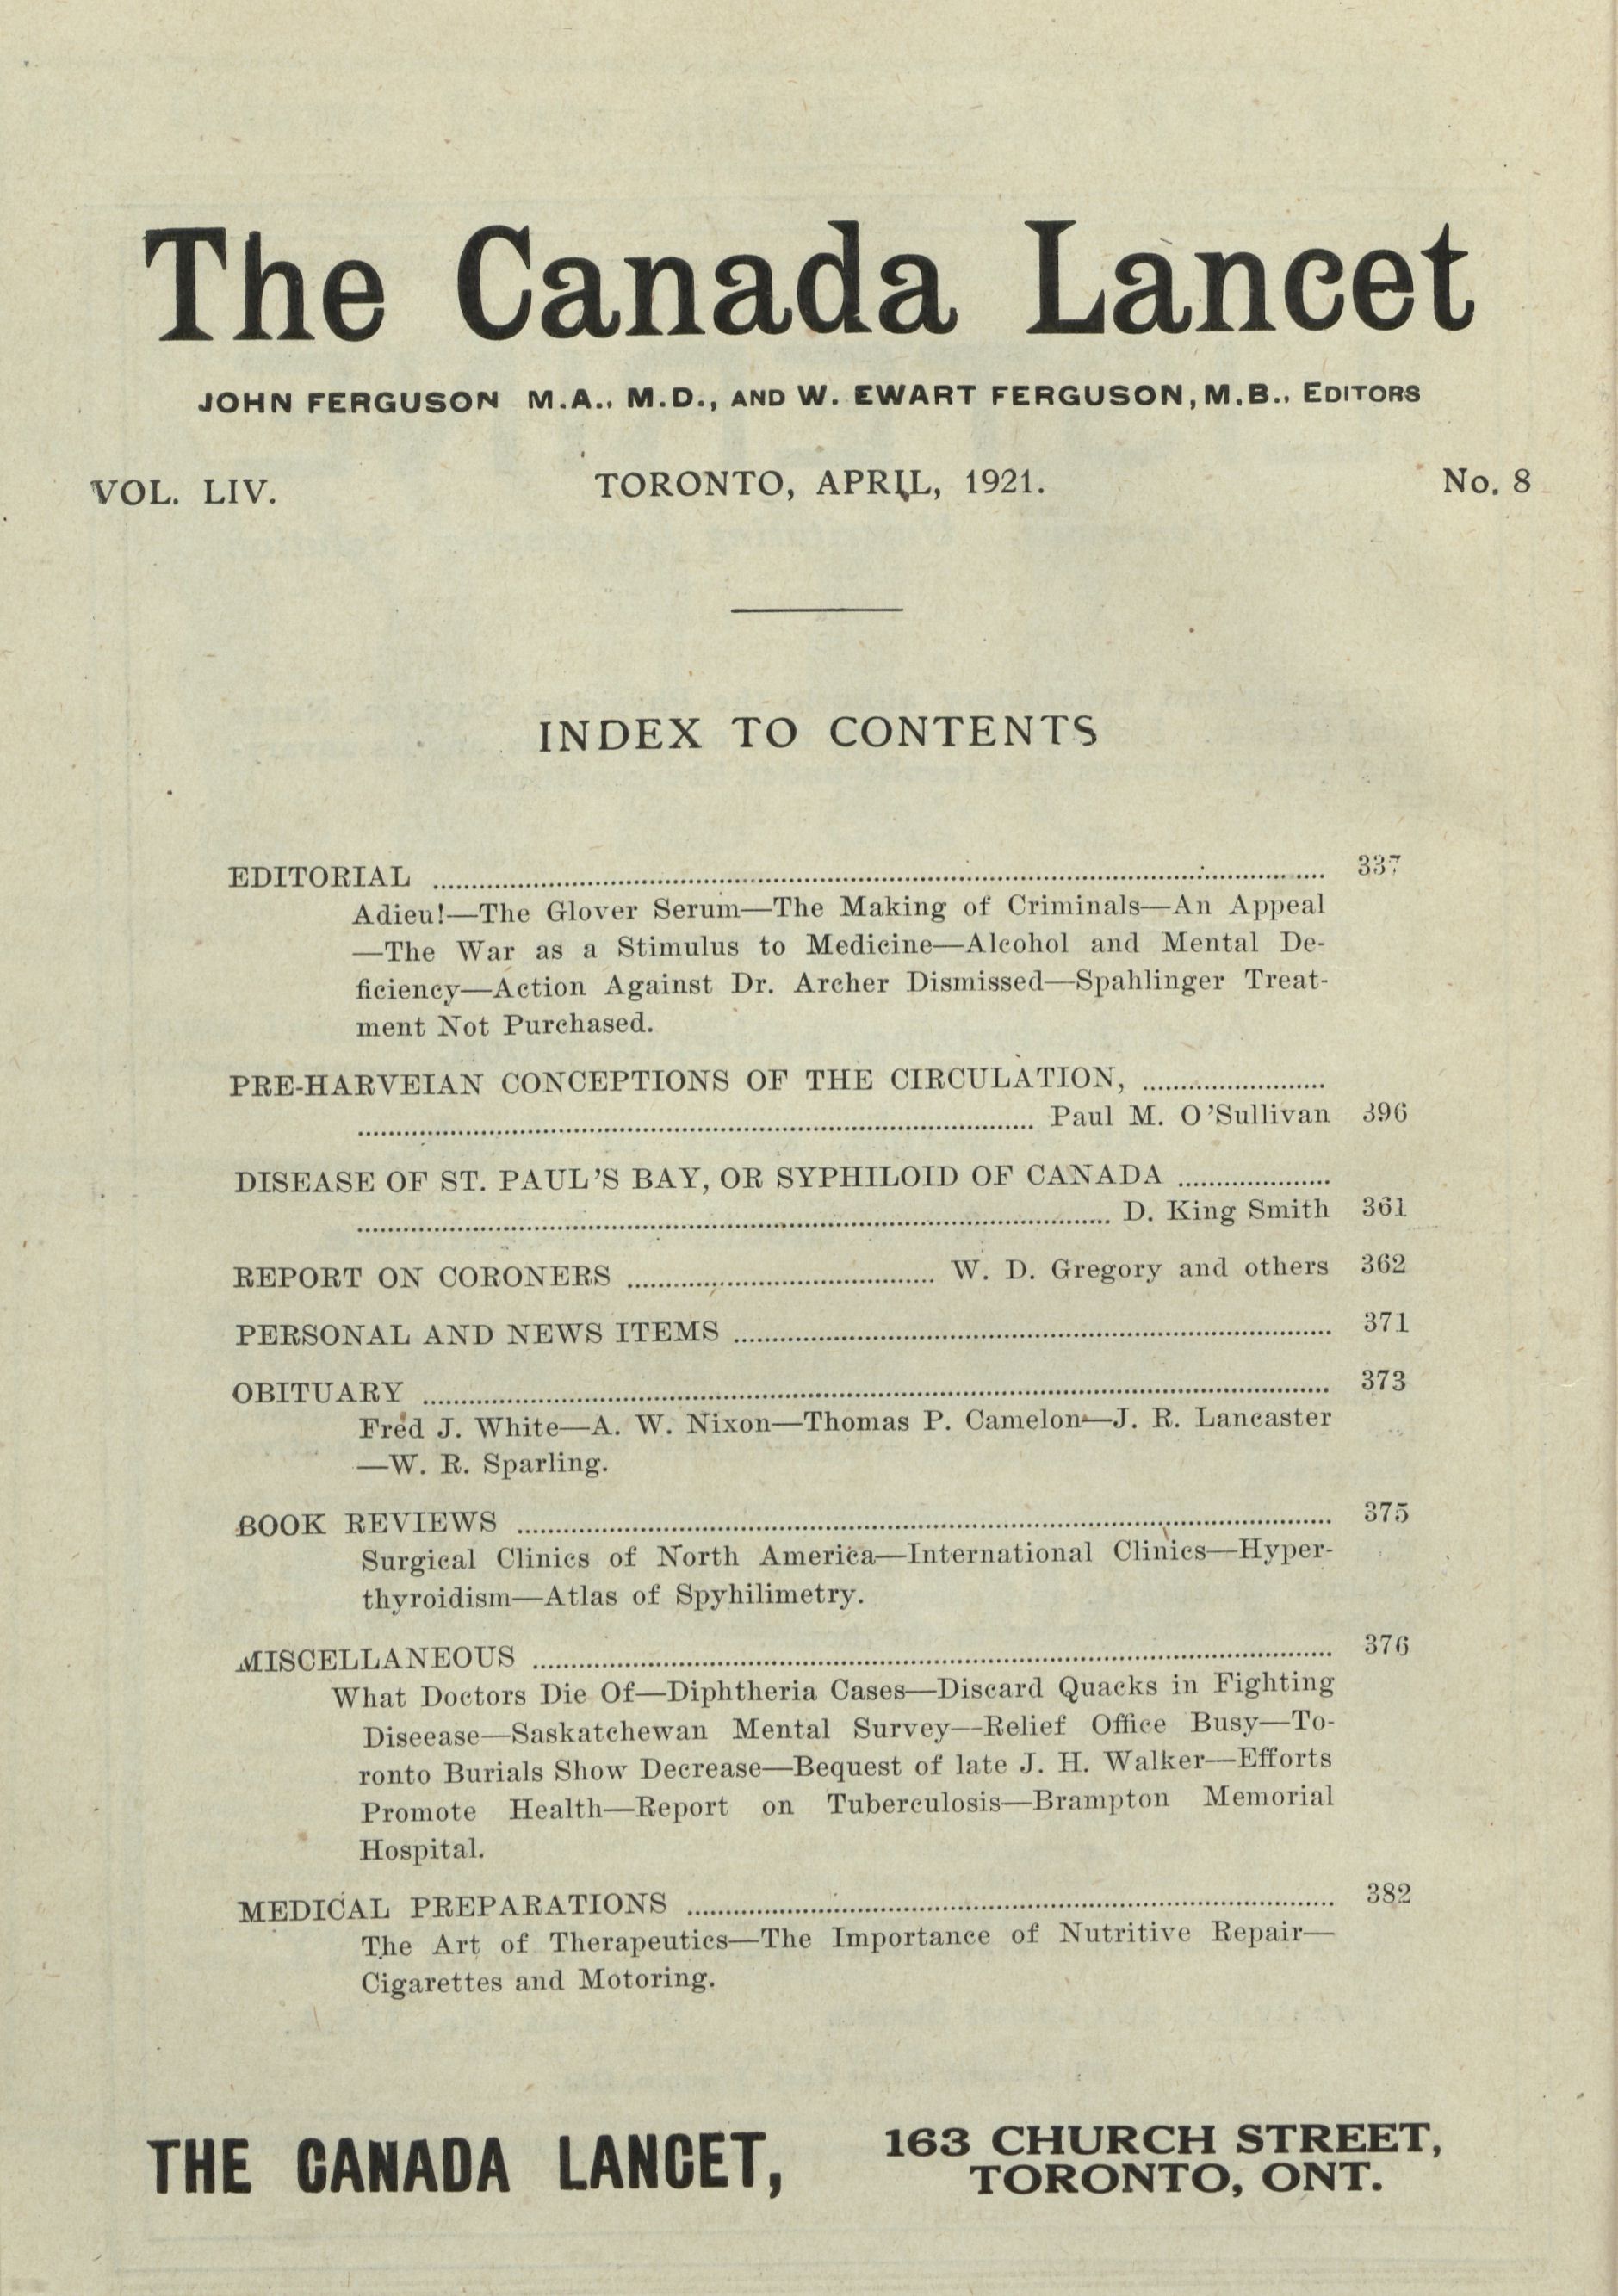 The Canada Lancet
JOHN FERGUSON M.A., M.D., AND W. EWART FERGUSON, M.B., EDITORS
VOL. LIV. TORONTO, APRIL, 1921. No. 8
INDEX TO CONTENTS
EDITORIAL ........................ 337
Adieu!—The Glover Serum—The Making of Criminals—An Appeal
—The War as a Stimulus to Medicine—Alcohol and Mental De-
ficiency—Action Against Dr. Archer Dismissed—Spahlinger Treat-
ment Not Purchased.
PRE-HARVEIAN CONCEPTIONS OF THE CIRCULATION, ........................
........................ Paul M. O'Sullivan 396
DISEASE OF ST. PAUL'S BAY, OR SYPHILOID OF CANADA ....................
........................ D. King Smith 361
REPORT ON CORONERS ........................ W. D. Gregory and others 362
PERSONAL AND NEWS ITEMS ........................ 371
OBITUARY ........................ 373
Fred J. White—A. W. Nixon—Thomas P. Camelon—J. R. Lancaster
—W. R. Sparling.
BOOK REVIEWS ........................ 375
Surgical Clinics of North America—International Clinics—Hyper-
thyroidism—Atlas of Spyhilimetry.
MISCELLANEOUS ........................ 376
What Doctors Die Of—Diphtheria Cases—Discard Quacks in Fighting
Diseease—Saskatchewan Mental Survey—Relief Office Busy—To-
ronto Burials Show Decrease—Bequest of late J. H. Walker—Efforts
Promote Health—Report on Tuberculosis—Brampton Memorial
Hospital.
MEDICAL PREPARATIONS ........................ 382
The Art of Therapeutics—The Importance of Nutritive Repair—
Cigarettes and Motoring.
THE CANADA LANCET, 163 CHURCH STREET,
TORONTO, ONT.